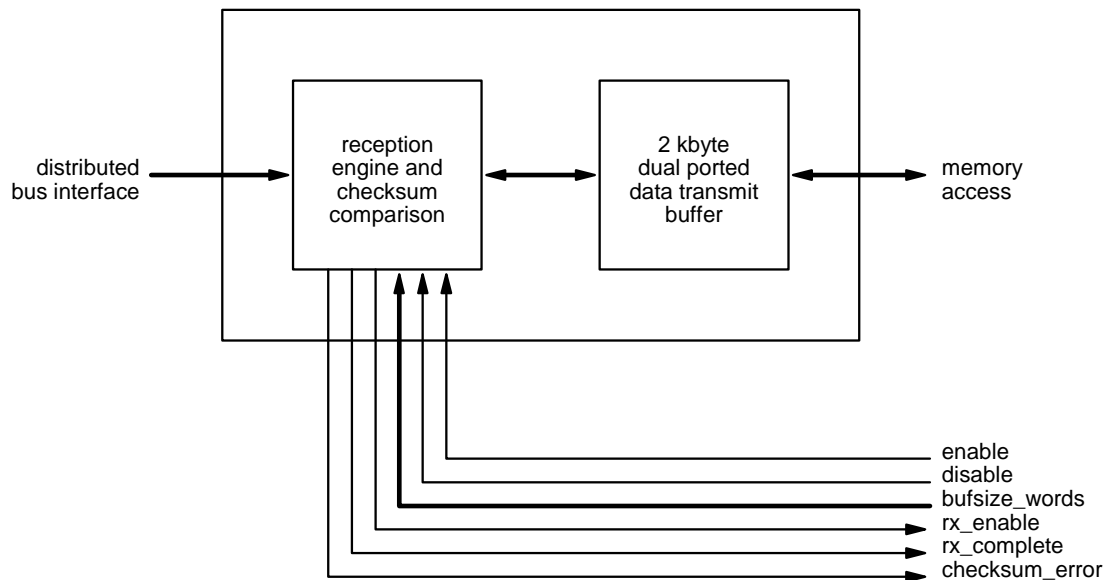 distributed
bus interface
reception
engine and
checksum
comparison
2 kbyte
dual ported
data transmit
buffer
memory
access
enable
disable
bufsize_words
rx_enable
rx_complete
checksum_error